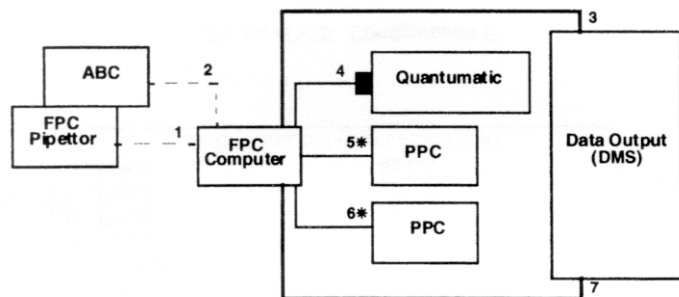 3
ABC
2
4
Quantumatic
FPC
Pipettor
1
FPC
Computer
5*
PPC
Data Output
(DMS)
6*
PPC
7